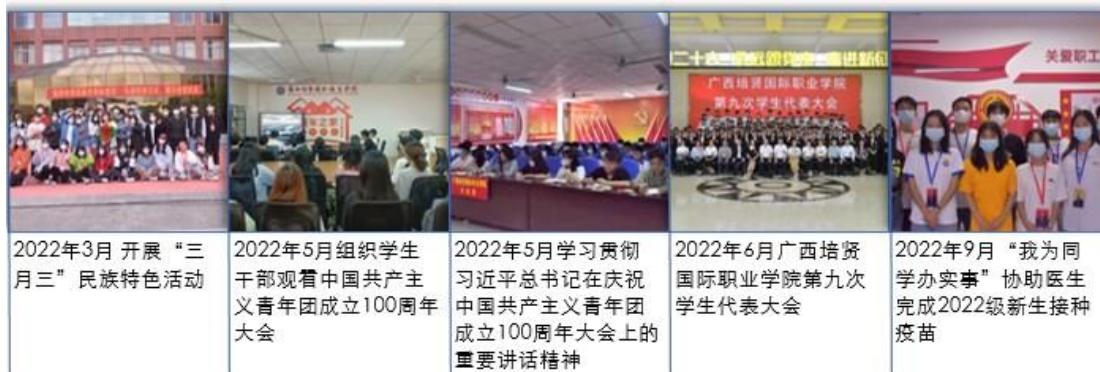 关爱职工
广西培贤国际职业学院
第九次学生代表大会
2022年3月 开展“三
月三”民族特色活动
2022年5月组织学生
干部观看中国共产主
义青年团成立100周年
大会
2022年5月学习贯彻
习近平总书记在庆祝
中国共产主义青年团
成立100周年大会上的
重要讲话精神
2022年6月广西培贤
国际职业学院第九次
学生代表大会
2022年9月“我为同
学办实事”协助医生
完成2022级新生接种
疫苗